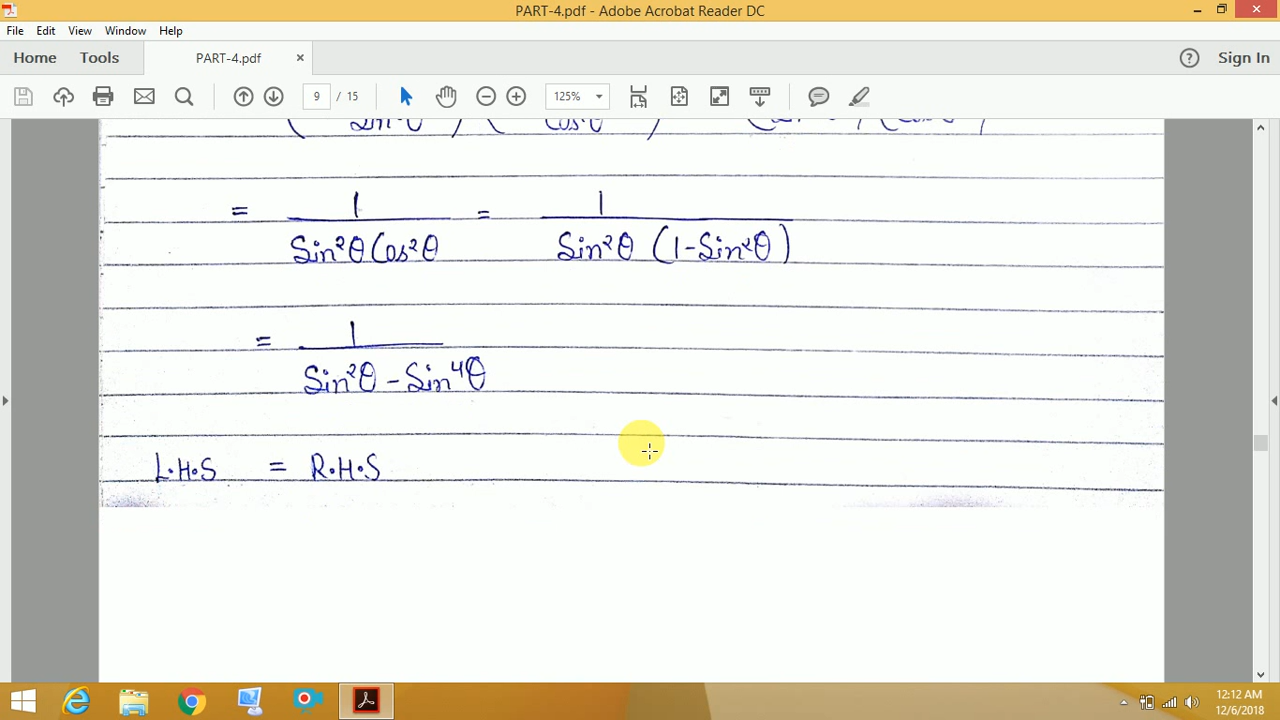 PART-4.pdf - Adobe Acrobat Reader DC
File Edit View Window Help
Home Tools PART-4.pdf × ? Sign In
9 / 15 125%
= 1 / Sin²θ Cos²θ = 1 / Sin²θ (1-Sin²θ)
= 1 / Sin²θ - Sin⁴θ
L.H.S = R.H.S
12:12 AM
12/6/2018